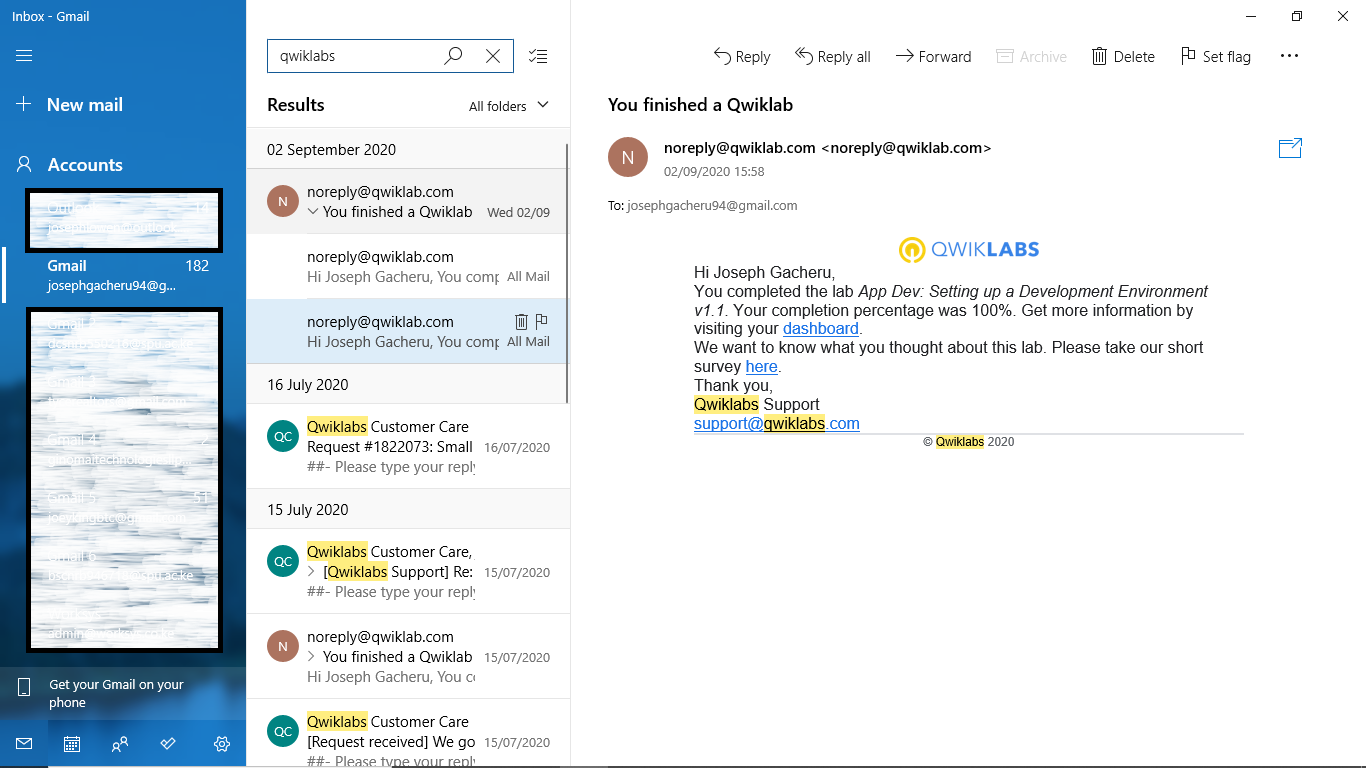 Inbox - Gmail
New mail
Accounts
Gmail 182
josephgacheru94@g...
Get your Gmail on your
phone
qwiklabs
Results All folders
02 September 2020
N
noreply@qwiklab.com
You finished a Qwiklab Wed 02/09
noreply@qwiklab.com
Hi Joseph Gacheru, You comp All Mail
noreply@qwiklab.com
Hi Joseph Gacheru, You comp All Mail
16 July 2020
QC
Qwiklabs Customer Care
Request #1822073: Small 16/07/2020
##- Please type your reply
15 July 2020
QC
Qwiklabs Customer Care,
[Qwiklabs Support] Re: 15/07/2020
##- Please type your reply
N
noreply@qwiklab.com
You finished a Qwiklab 15/07/2020
Hi Joseph Gacheru, You co
QC
Qwiklabs Customer Care
[Request received] We go 15/07/2020
##- Please type your reply
Reply Reply all Forward Archive Delete Set flag
You finished a Qwiklab
N
noreply@qwiklab.com <noreply@qwiklab.com>
02/09/2020 15:58
To: josephgacheru94@gmail.com
QWIKLABS
Hi Joseph Gacheru,
You completed the lab App Dev: Setting up a Development Environment
v1.1. Your completion percentage was 100%. Get more information by
visiting your dashboard.
We want to know what you thought about this lab. Please take our short
survey here.
Thank you,
Qwiklabs Support
support@qwiklabs.com
© Qwiklabs 2020